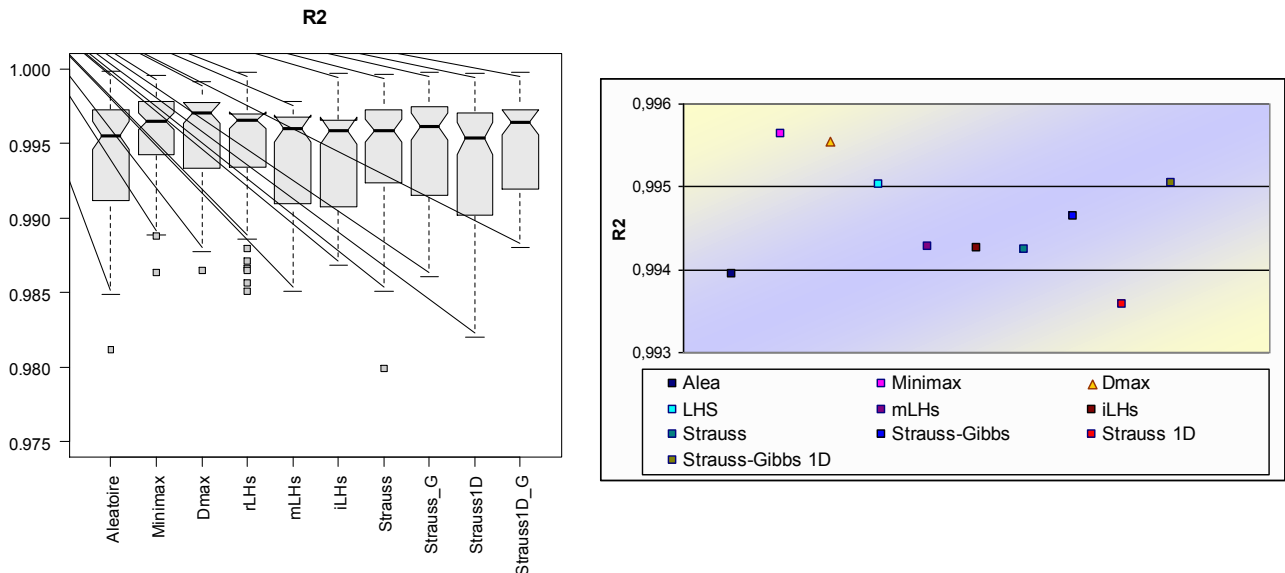 R2
1.000
0.995
0.990
0.985
0.980
0.975
Aleatoire
Minimax
Dmax
rLHs
mLHs
iLHs
Strauss
Strauss_G
Strauss1D
Strauss1D_G
R2
0,996
0,995
0,994
0,993
Alea Minimax Dmax
LHS mLHs iLHs
Strauss Strauss-Gibbs Strauss 1D
Strauss-Gibbs 1D